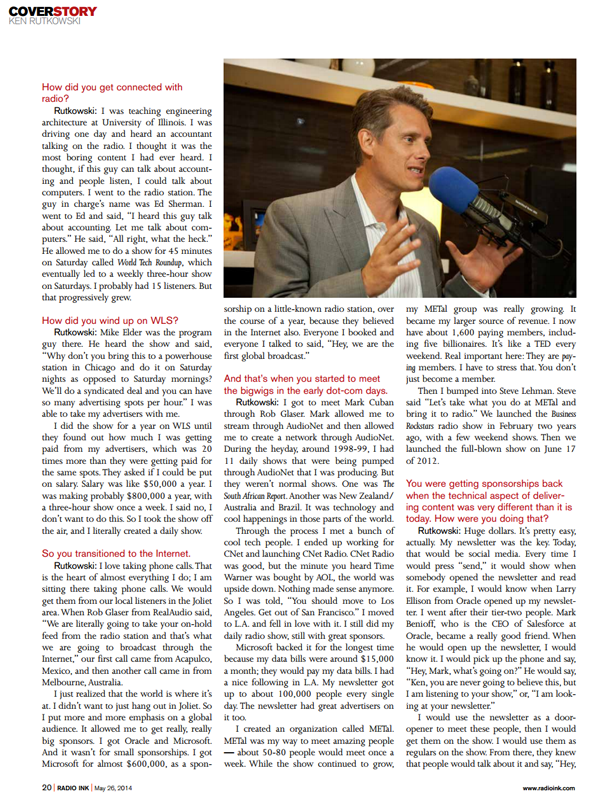 COVERSTORY
KEN RUTKOWSKI
How did you get connected with
radio?
Rutkowski: I was teaching engineering
architecture at University of Illinois. I was
driving one day and heard an accountant
talking on the radio. I thought it was the
most boring content I had ever heard. I
thought, if this guy can talk about account-
ing and people listen, I could talk about
computers. I went to the radio station. The
guy in charge's name was Ed Sherman. I
went to Ed and said, "I heard this guy talk
about accounting. Let me talk about com-
puters." He said, "All right, what the heck."
He allowed me to do a show for 45 minutes
on Saturday called World Tech Roundup, which
eventually led to a weekly three-hour show
on Saturdays. I probably had 15 listeners. But
that progressively grew.
How did you wind up on WLS?
Rutkowski: Mike Elder was the program
guy there. He heard the show and said,
"Why don't you bring this to a powerhouse
station in Chicago and do it on Saturday
nights as opposed to Saturday mornings?
We'll do a syndicated deal and you can have
so many advertising spots per hour." I was
able to take my advertisers with me.
I did the show for a year on WLS until
they found out how much I was getting
paid from my advertisers, which was 20
times more than they were getting paid for
the same spots. They asked if I could be put
on salary. Salary was like $50,000 a year. I
was making probably $800,000 a year, with
a three-hour show once a week. I said no, I
don't want to do this. So I took the show off
the air, and I literally created a daily show.
So you transitioned to the Internet.
Rutkowski: I love taking phone calls. That
is the heart of almost everything I do; I am
sitting there taking phone calls. We would
get them from our local listeners in the Joliet
area. When Rob Glaser from RealAudio said,
"We are literally going to take your on-hold
feed from the radio station and that's what
we are going to broadcast through the
Internet," our first call came from Acapulco,
Mexico, and then another call came in from
Melbourne, Australia.
I just realized that the world is where it's
at. I didn't want to just hang out in Joliet. So
I put more and more emphasis on a global
audience. It allowed me to get really, really
big sponsors. I got Oracle and Microsoft.
And it wasn't for small sponsorships. I got
Microsoft for almost $600,000, as a spon-
sorship on a little-known radio station, over
the course of a year, because they believed
in the Internet also. Everyone I booked and
everyone I talked to said, "Hey, we are the
first global broadcast."
And that's when you started to meet
the bigwigs in the early dot-com days.
Rutkowski: I got to meet Mark Cuban
through Rob Glaser. Mark allowed me to
stream through AudioNet and then allowed
me to create a network through AudioNet.
During the heyday, around 1998-99, I had
11 daily shows that were being pumped
through AudioNet that I was producing. But
they weren't normal shows. One was The
South African Report. Another was New Zealand/
Australia and Brazil. It was technology and
cool happenings in those parts of the world.
Through the process I met a bunch of
cool tech people. I ended up working for
CNet and launching CNet Radio. CNet Radio
was good, but the minute you heard Time
Warner was bought by AOL, the world was
upside down. Nothing made sense anymore.
So I was told, "You should move to Los
Angeles. Get out of San Francisco." I moved
to L.A. and fell in love with it. I still did my
daily radio show, still with great sponsors.
Microsoft backed it for the longest time
because my data bills were around $15,000
a month; they would pay my data bills. I had
a nice following in L.A. My newsletter got
up to about 100,000 people every single
day. The newsletter had great advertisers on
it too.
I created an organization called METal.
METal was my way to meet amazing people
— about 50-80 people would meet once a
week. While the show continued to grow,
my METal group was really growing. It
became my larger source of revenue. I now
have about 1,600 paying members, includ-
ing five billionaires. It's like a TED every
weekend. Real important here: They are pay-
ing members. I have to stress that. You don't
just become a member.
Then I bumped into Steve Lehman. Steve
said "Let's take what you do at METal and
bring it to radio." We launched the Business
Rockstars radio show in February two years
ago, with a few weekend shows. Then we
launched the full-blown show on June 17
of 2012.
You were getting sponsorships back
when the technical aspect of deliver-
ing content was very different than it is
today. How were you doing that?
Rutkowski: Huge dollars. It's pretty easy,
actually. My newsletter was the key. Today,
that would be social media. Every time I
would press "send," it would show when
somebody opened the newsletter and read
it. For example, I would know when Larry
Ellison from Oracle opened up my newslet-
ter. I went after their tier-two people. Mark
Benioff, who is the CEO of Salesforce at
Oracle, became a really good friend. When
he would open up the newsletter, I would
know it. I would pick up the phone and say,
"Hey, Mark, what's going on?" He would say,
"Ken, you are never going to believe this, but
I am listening to your show," or, "I am look-
ing at your newsletter."
I would use the newsletter as a door-
opener to meet these people, then I would
get them on the show. I would use them as
regulars on the show. From there, they knew
that people would talk about it and say, "Hey,
20 | RADIO INK | May 26, 2014
www.radioink.com